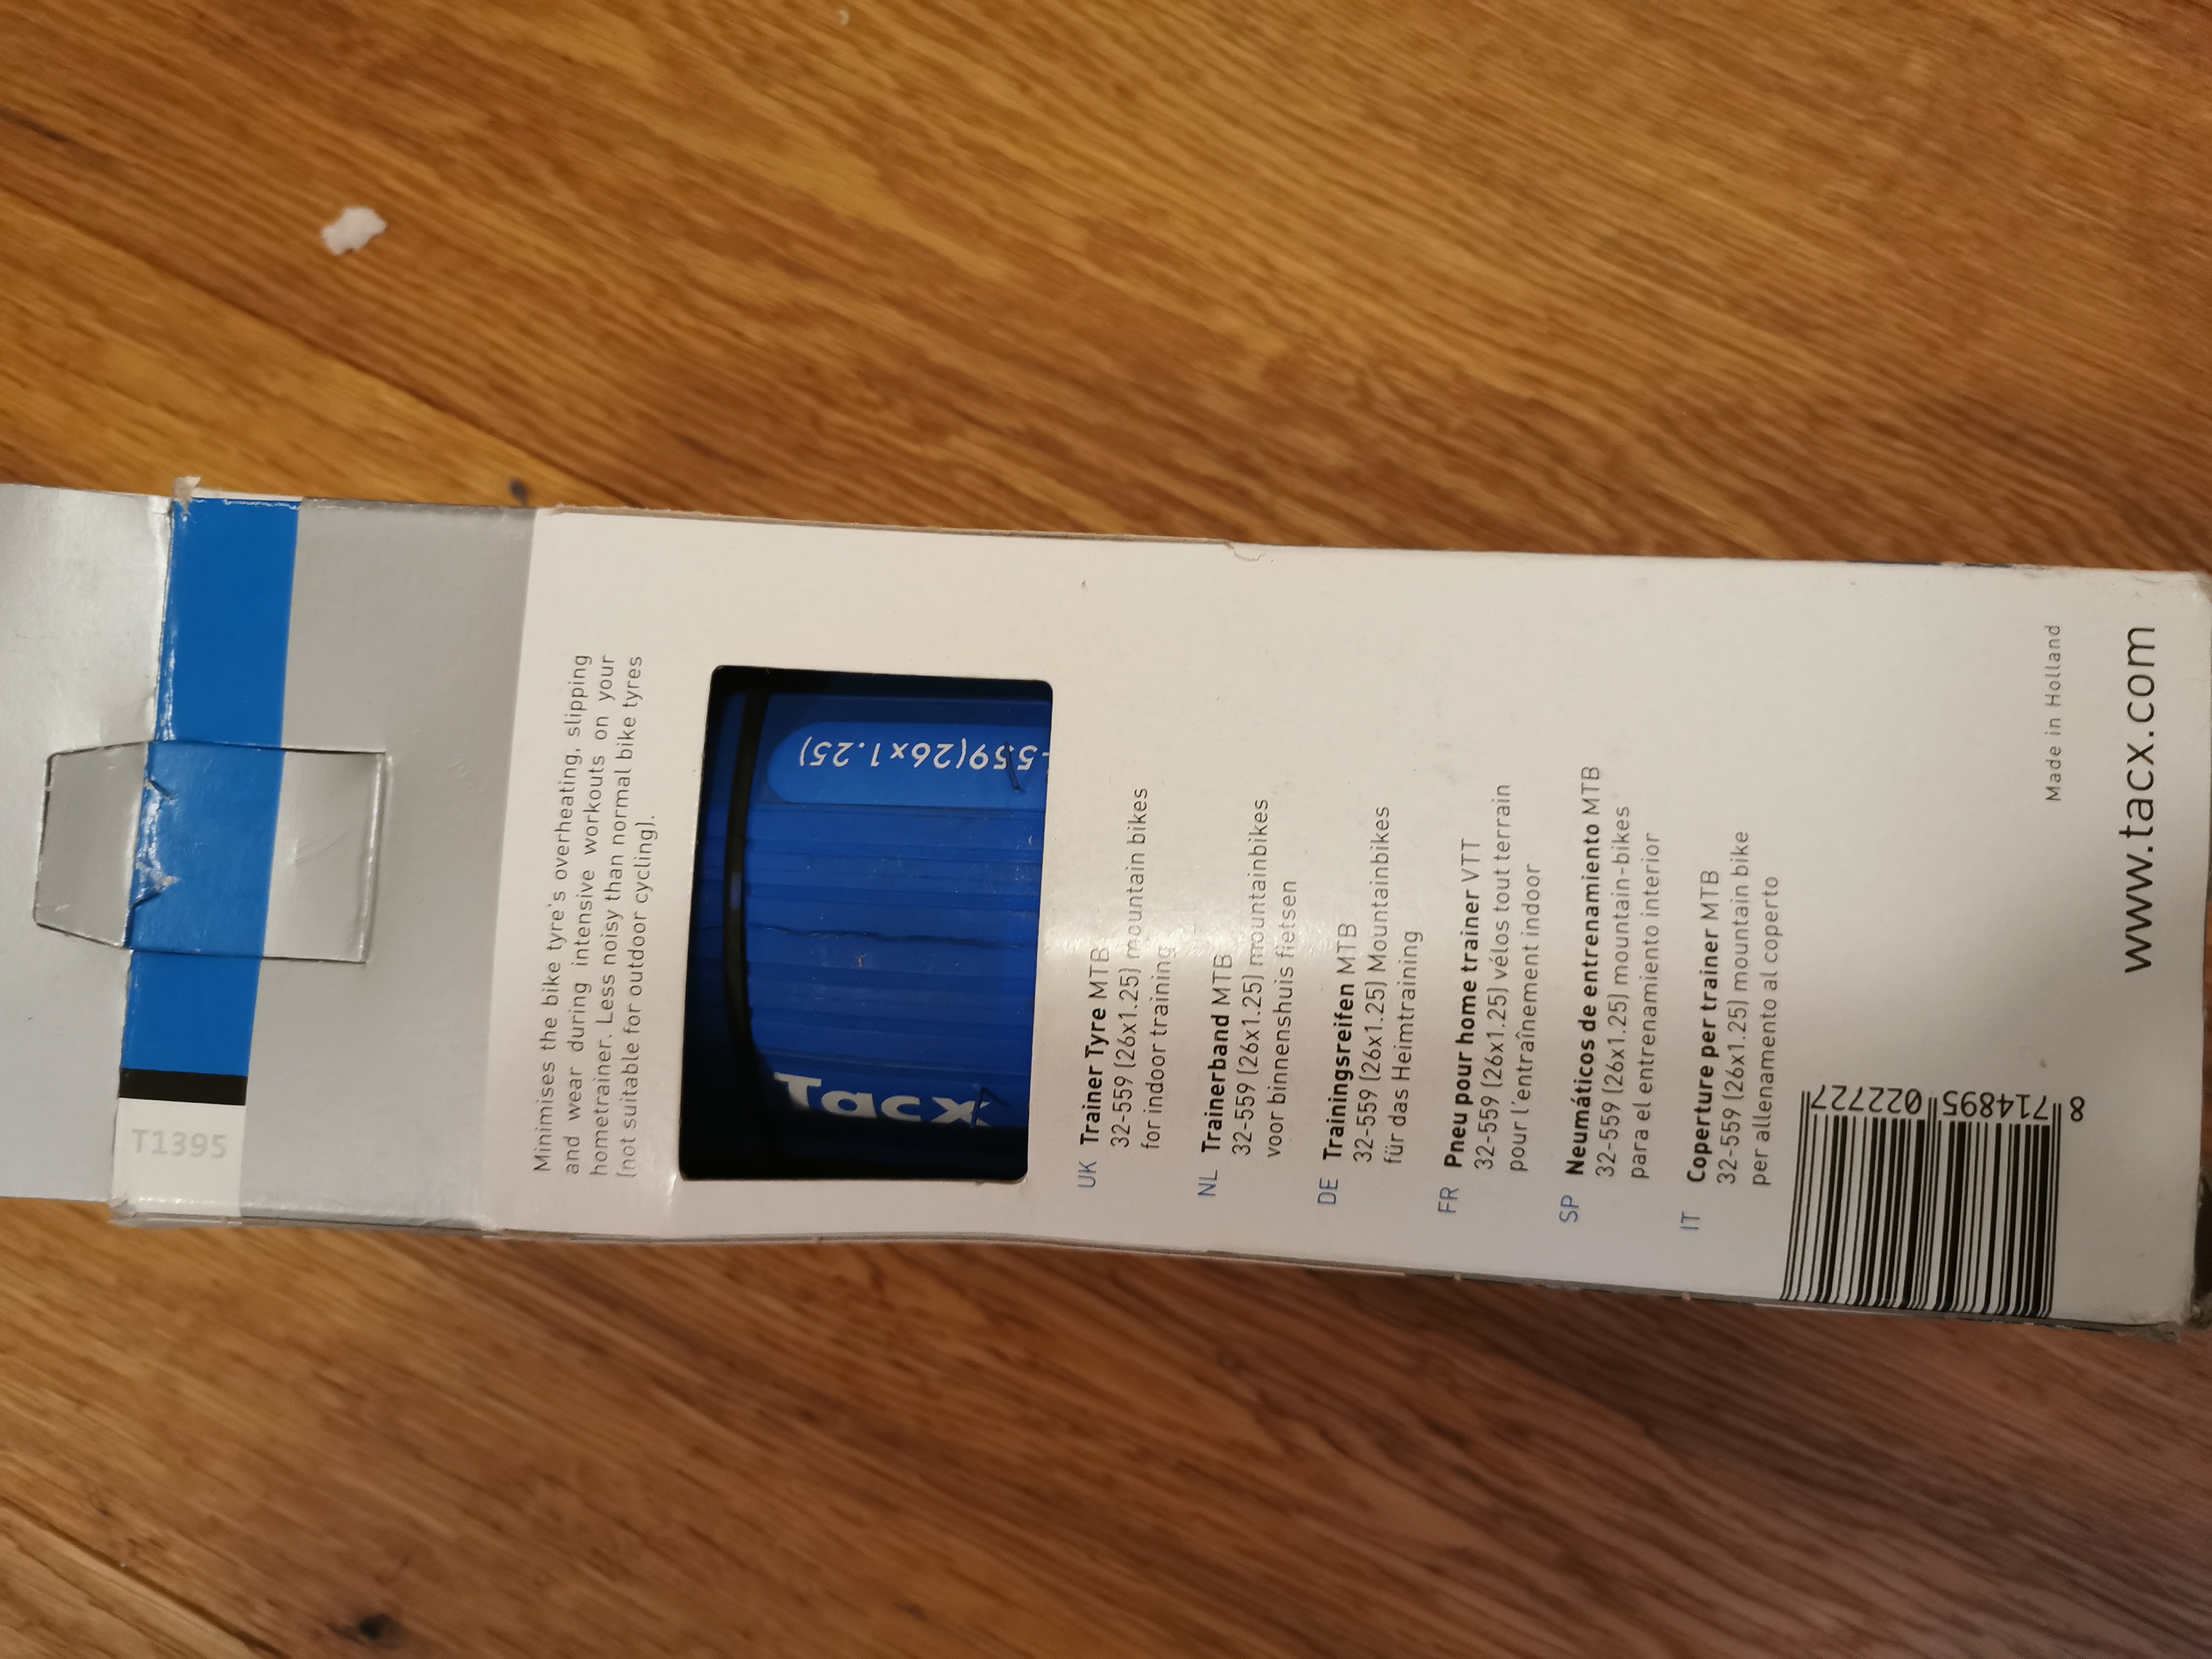 T1395
Minimises the bike tyre's overheating, slipping
and wear during intensive workouts on your
hometrainer. Less noisy than normal bike tyres
(not suitable for outdoor cycling).
-559(26x1.25)
Tacx
UK Trainer Tyre MTB
32-559 (26x1.25) mountain bikes
for indoor training
NL Trainerband MTB
32-559 (26x1.25) mountainbikes
voor binnenshuis fietsen
DE Trainingsreifen MTB
32-559 (26x1.25) Mountainbikes
für das Heimtraining
FR Pneu pour home trainer VTT
32-559 (26x1.25) vélos tout terrain
pour l'entraînement indoor
SP Neumáticos de entrenamiento MTB
32-559 (26x1.25) mountain-bikes
para el entrenamiento interior
IT Coperture per trainer MTB
32-559 (26x1.25) mountain bike
per allenamento al coperto
8 714895 022727
Made in Holland
www.tacx.com